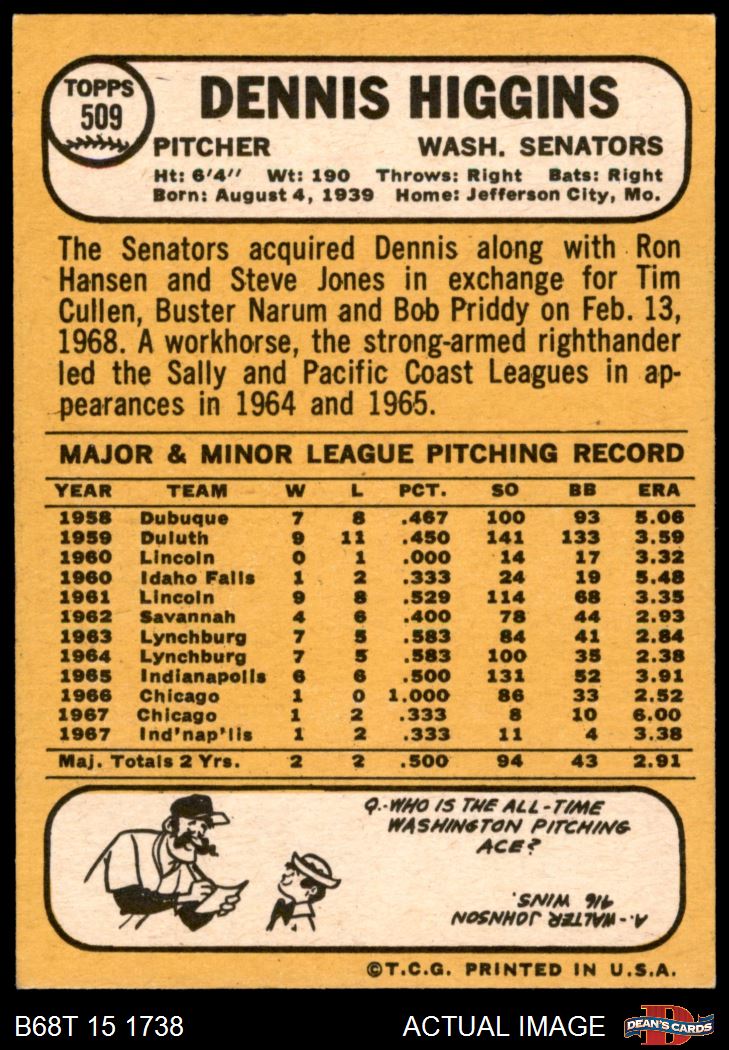 TOPPS
509
DENNIS HIGGINS
PITCHER WASH. SENATORS
Ht: 6'4" Wt: 190 Throws: Right Bats: Right
Born: August 4, 1939 Home: Jefferson City, Mo.
The Senators acquired Dennis along with Ron
Hansen and Steve Jones in exchange for Tim
Cullen, Buster Narum and Bob Priddy on Feb. 13,
1968. A workhorse, the strong-armed righthander
led the Sally and Pacific Coast Leagues in ap-
pearances in 1964 and 1965.
MAJOR & MINOR LEAGUE PITCHING RECORD
YEAR TEAM W L PCT. SO BB ERA
1958 Dubuque 7 8 .467 100 93 5.06
1959 Duluth 9 11 .450 141 133 3.59
1960 Lincoln 0 1 .000 14 17 3.32
1960 Idaho Falls 1 2 .333 24 19 5.48
1961 Lincoln 9 8 .529 114 68 3.35
1962 Savannah 4 6 .400 78 44 2.93
1963 Lynchburg 7 5 .583 84 41 2.84
1964 Lynchburg 7 5 .583 100 35 2.38
1965 Indianapolis 6 6 .500 131 52 3.91
1966 Chicago 1 0 1.000 86 33 2.52
1967 Chicago 1 2 .333 8 10 6.00
1967 Ind'nap'lis 1 2 .333 11 4 3.38
Maj. Totals 2 Yrs. 2 2 .500 94 43 2.91
Q.-WHO IS THE ALL-TIME
WASHINGTON PITCHING
ACE?
A.-WALTER JOHNSON
416 WINS.
©T.C.G. PRINTED IN U.S.A.
B68T 15 1738 ACTUAL IMAGE
D
DEAN'S CARDS